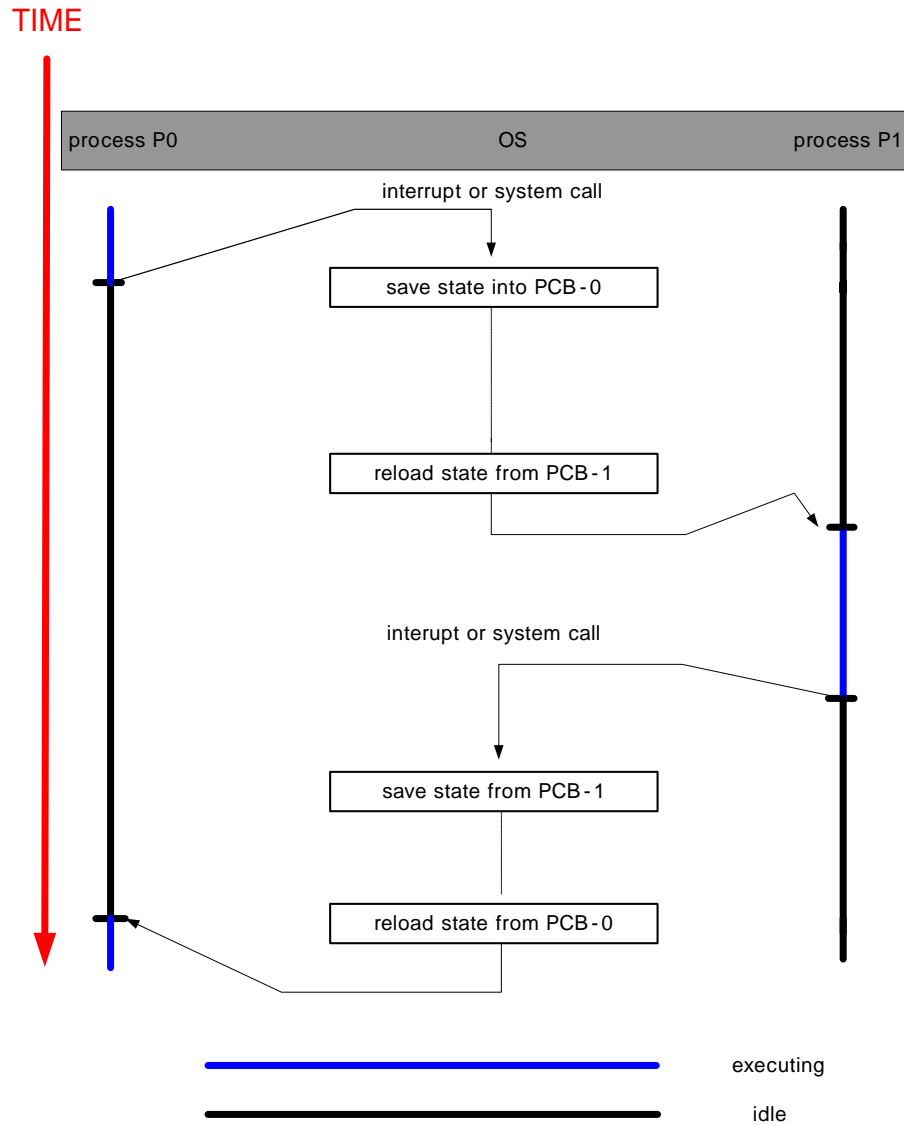 TIME
process P0
OS
process P1
interrupt or system call
save state into PCB-0
reload state from PCB-1
interupt or system call
save state from PCB-1
reload state from PCB-0
executing
idle